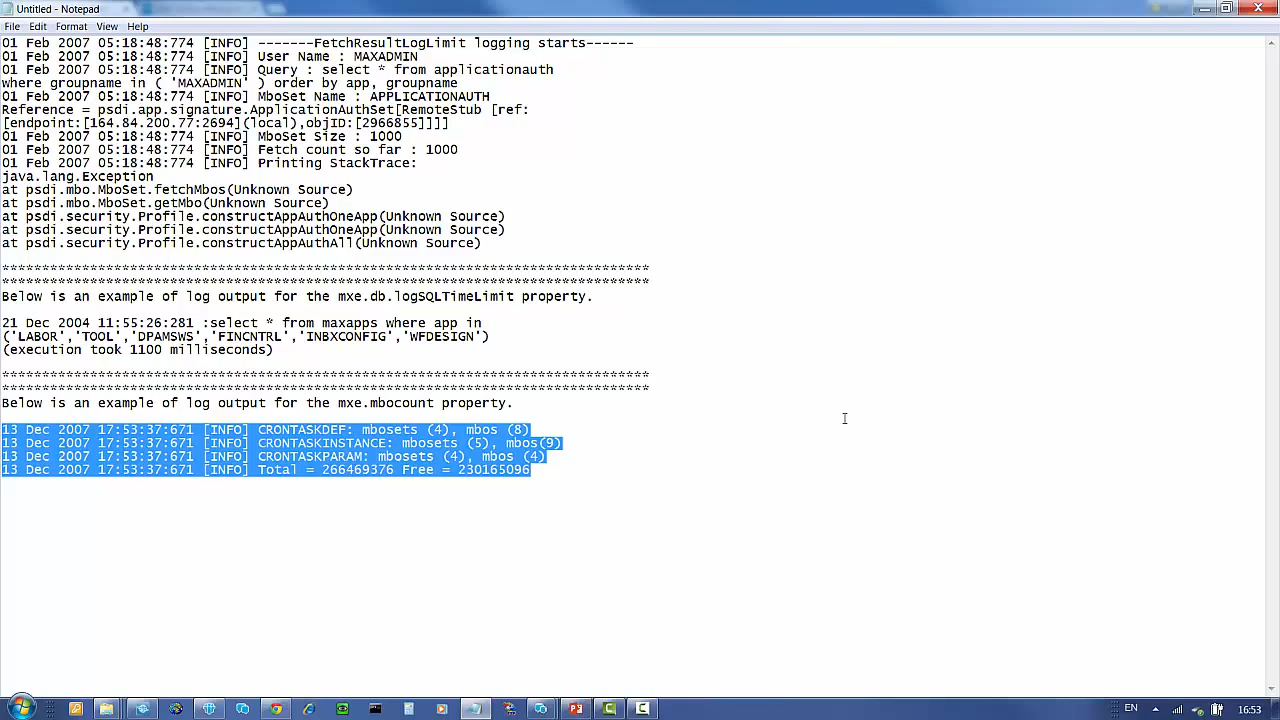 Untitled - Notepad
File Edit Format View Help
01 Feb 2007 05:18:48:774 [INFO] -------FetchResultLogLimit logging starts------
01 Feb 2007 05:18:48:774 [INFO] User Name : MAXADMIN
01 Feb 2007 05:18:48:774 [INFO] Query : select * from applicationauth
where groupname in ( 'MAXADMIN' ) order by app, groupname
01 Feb 2007 05:18:48:774 [INFO] MboSet Name : APPLICATIONAUTH
Reference = psdi.app.signature.ApplicationAuthSet[RemoteStub [ref:
[endpoint:[164.84.200.77:2694](local),objID:[2966855]]]]
01 Feb 2007 05:18:48:774 [INFO] MboSet Size : 1000
01 Feb 2007 05:18:48:774 [INFO] Fetch count so far : 1000
01 Feb 2007 05:18:48:774 [INFO] Printing StackTrace:
java.lang.Exception
at psdi.mbo.MboSet.fetchMbos(Unknown Source)
at psdi.mbo.MboSet.getMbo(Unknown Source)
at psdi.security.Profile.constructAppAuthOneApp(Unknown Source)
at psdi.security.Profile.constructAppAuthOneApp(Unknown Source)
at psdi.security.Profile.constructAppAuthAll(Unknown Source)
*********************************************************************************
*********************************************************************************
Below is an example of log output for the mxe.db.logSQLTimeLimit property.
21 Dec 2004 11:55:26:281 :select * from maxapps where app in
('LABOR','TOOL','DPAMSWS','FINCNTRL','INBXCONFIG','WFDESIGN')
(execution took 1100 milliseconds)
*********************************************************************************
*********************************************************************************
Below is an example of log output for the mxe.mbocount property.
13 Dec 2007 17:53:37:671 [INFO] CRONTASKDEF: mbosets (4), mbos (8)
13 Dec 2007 17:53:37:671 [INFO] CRONTASKINSTANCE: mbosets (5), mbos(9)
13 Dec 2007 17:53:37:671 [INFO] CRONTASKPARAM: mbosets (4), mbos (4)
13 Dec 2007 17:53:37:671 [INFO] Total = 266469376 Free = 230165096
EN 16:53